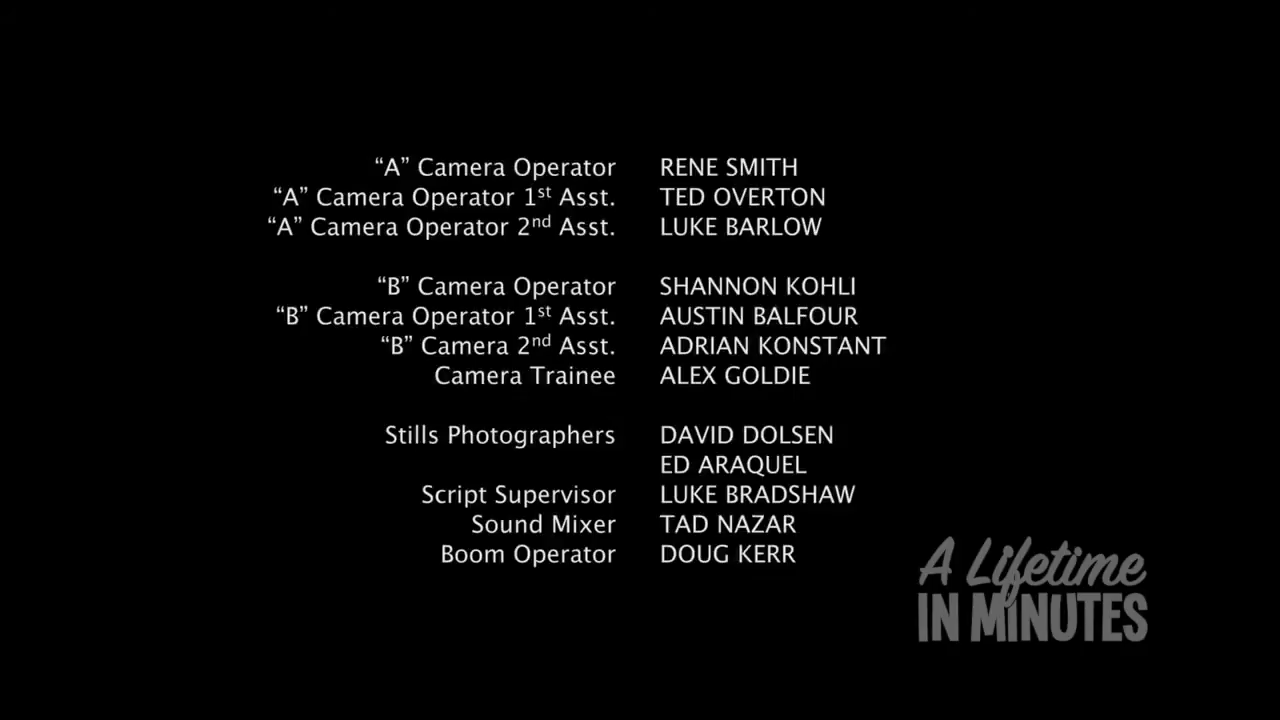 “A” Camera Operator RENE SMITH
“A” Camera Operator 1st Asst. TED OVERTON
“A” Camera Operator 2nd Asst. LUKE BARLOW
“B” Camera Operator SHANNON KOHLI
“B” Camera Operator 1st Asst. AUSTIN BALFOUR
“B” Camera 2nd Asst. ADRIAN KONSTANT
Camera Trainee ALEX GOLDIE
Stills Photographers DAVID DOLSEN
ED ARAQUEL
Script Supervisor LUKE BRADSHAW
Sound Mixer TAD NAZAR
Boom Operator DOUG KERR
A Lifetime
IN MINUTES